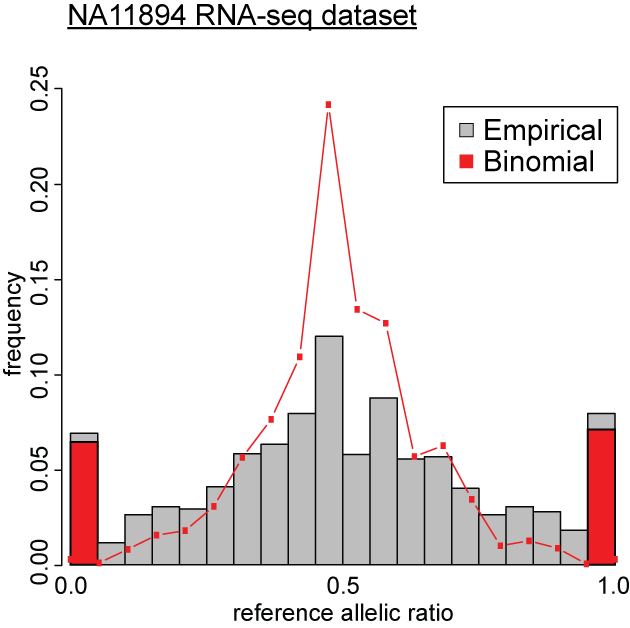 NA11894 RNA-seq dataset
0.25
0.20
0.15
0.10
0.05
0.00
frequency
Empirical
Binomial
0.0 0.5 1.0
reference allelic ratio